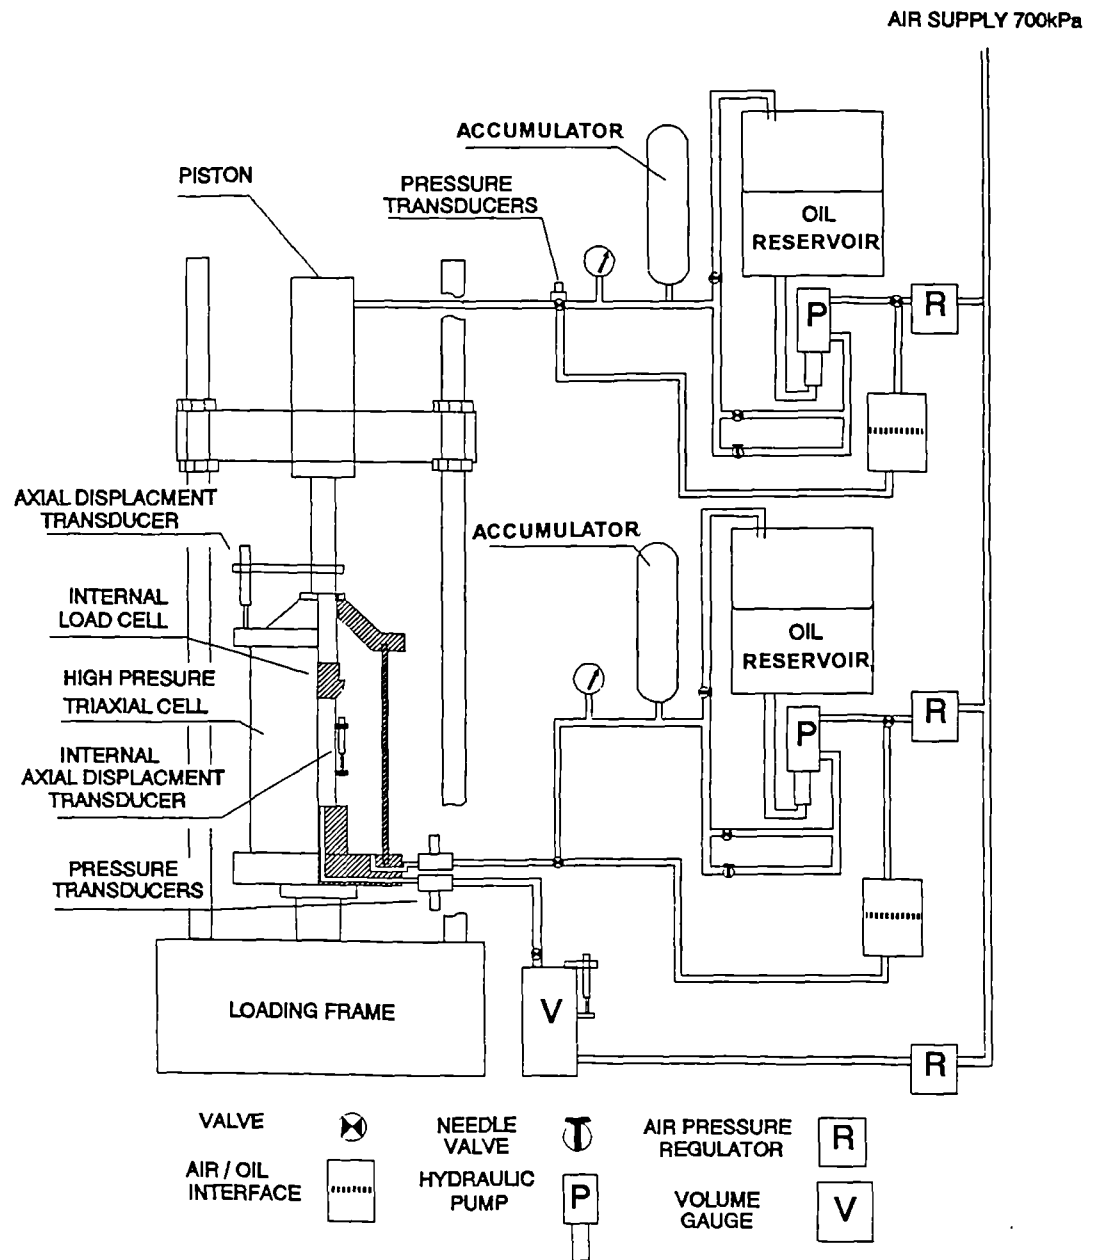 AIR SUPPLY 700kPa
ACCUMULATOR
PISTON
PRESSURE
TRANSDUCERS
OIL
RESERVOIR
P
R
AXIAL DISPLACMENT
TRANSDUCER
ACCUMULATOR
INTERNAL
LOAD CELL
OIL
RESERVOIR
HIGH PRESURE
TRIAXIAL CELL
P
R
INTERNAL
AXIAL DISPLACMENT
TRANSDUCER
PRESSURE
TRANSDUCERS
LOADING FRAME
V
R
VALVE
NEEDLE
VALVE
AIR PRESSURE
REGULATOR
R
AIR / OIL
INTERFACE
HYDRAULIC
PUMP
P
VOLUME
GAUGE
V